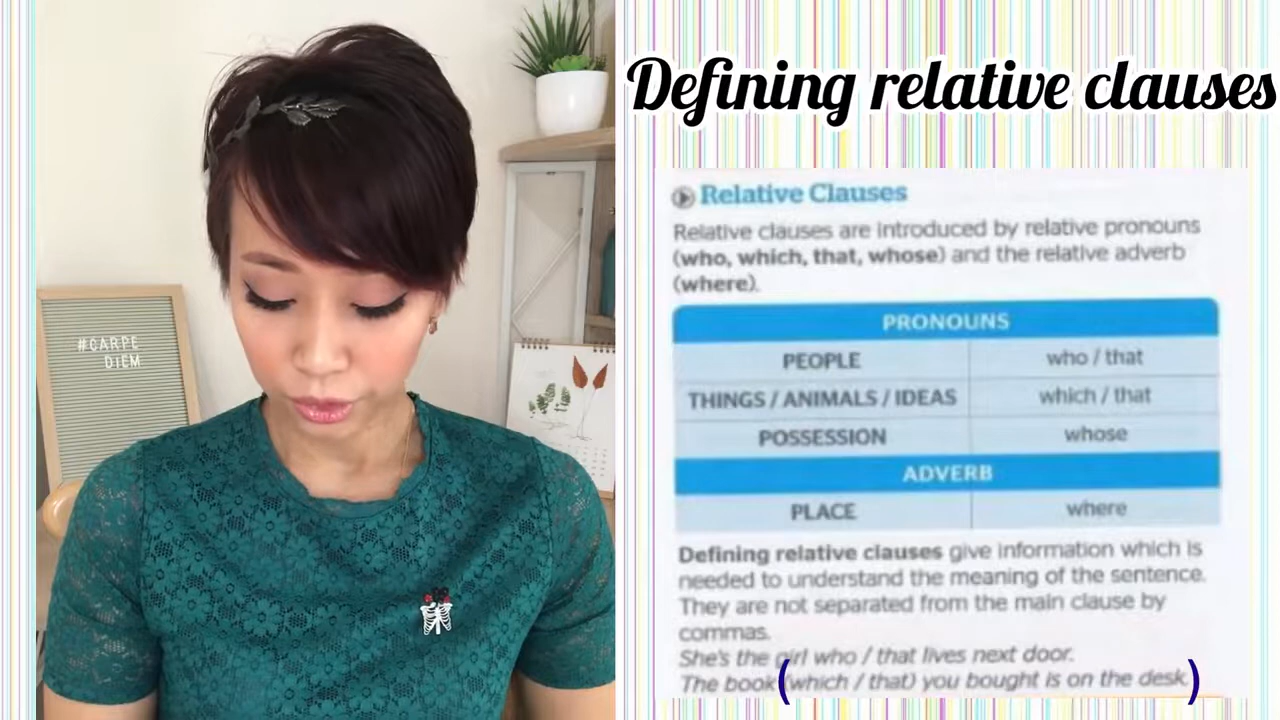 #CARPE
DIEM
Defining relative clauses
Relative Clauses
Relative clauses are introduced by relative pronouns
(who, which, that, whose) and the relative adverb
(where).
PRONOUNS
PEOPLE who / that
THINGS / ANIMALS / IDEAS which / that
POSSESSION whose
ADVERB
PLACE where
Defining relative clauses give information which is
needed to understand the meaning of the sentence.
They are not separated from the main clause by
commas.
She's the girl who / that lives next door.
The book (which / that) you bought is on the desk.
( )